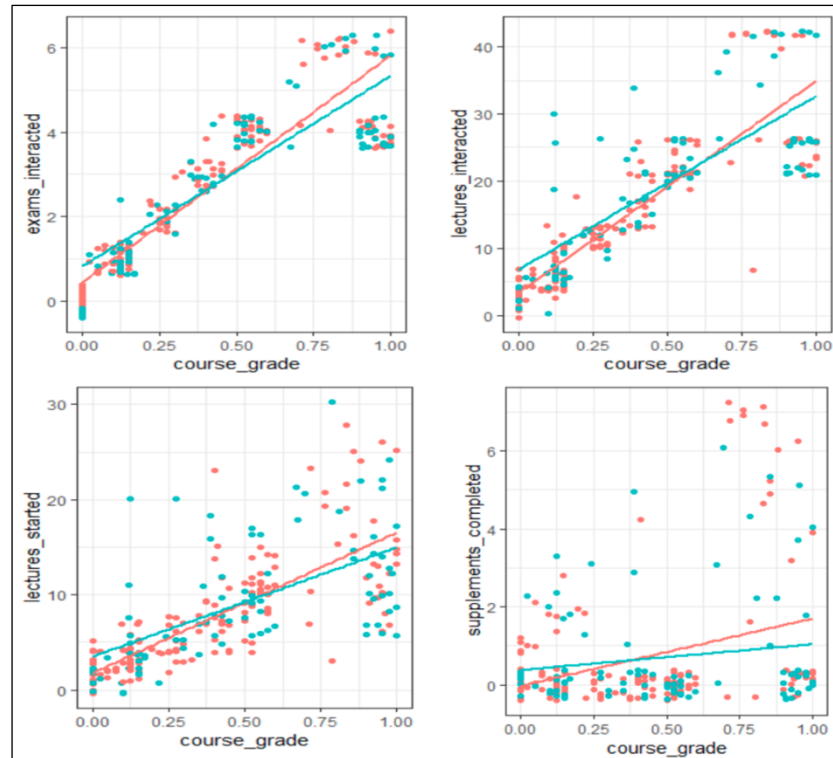 exams_interacted
6
4
2
0
0.00 0.25 0.50 0.75 1.00
course_grade
lectures_interacted
40
30
20
10
0
0.00 0.25 0.50 0.75 1.00
course_grade
lectures_started
30
20
10
0
0.00 0.25 0.50 0.75 1.00
course_grade
supplements_completed
6
4
2
0
0.00 0.25 0.50 0.75 1.00
course_grade